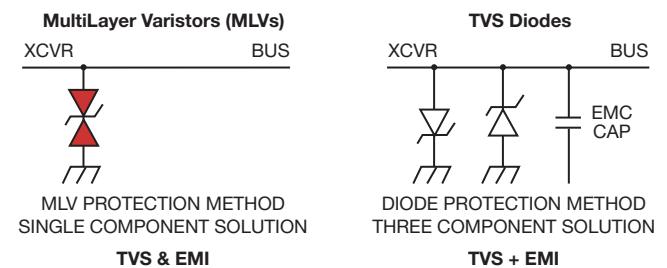 MultiLayer Varistors (MLVs)
XCVR BUS
MLV PROTECTION METHOD
SINGLE COMPONENT SOLUTION
TVS & EMI
TVS Diodes
XCVR BUS
EMC
CAP
DIODE PROTECTION METHOD
THREE COMPONENT SOLUTION
TVS + EMI